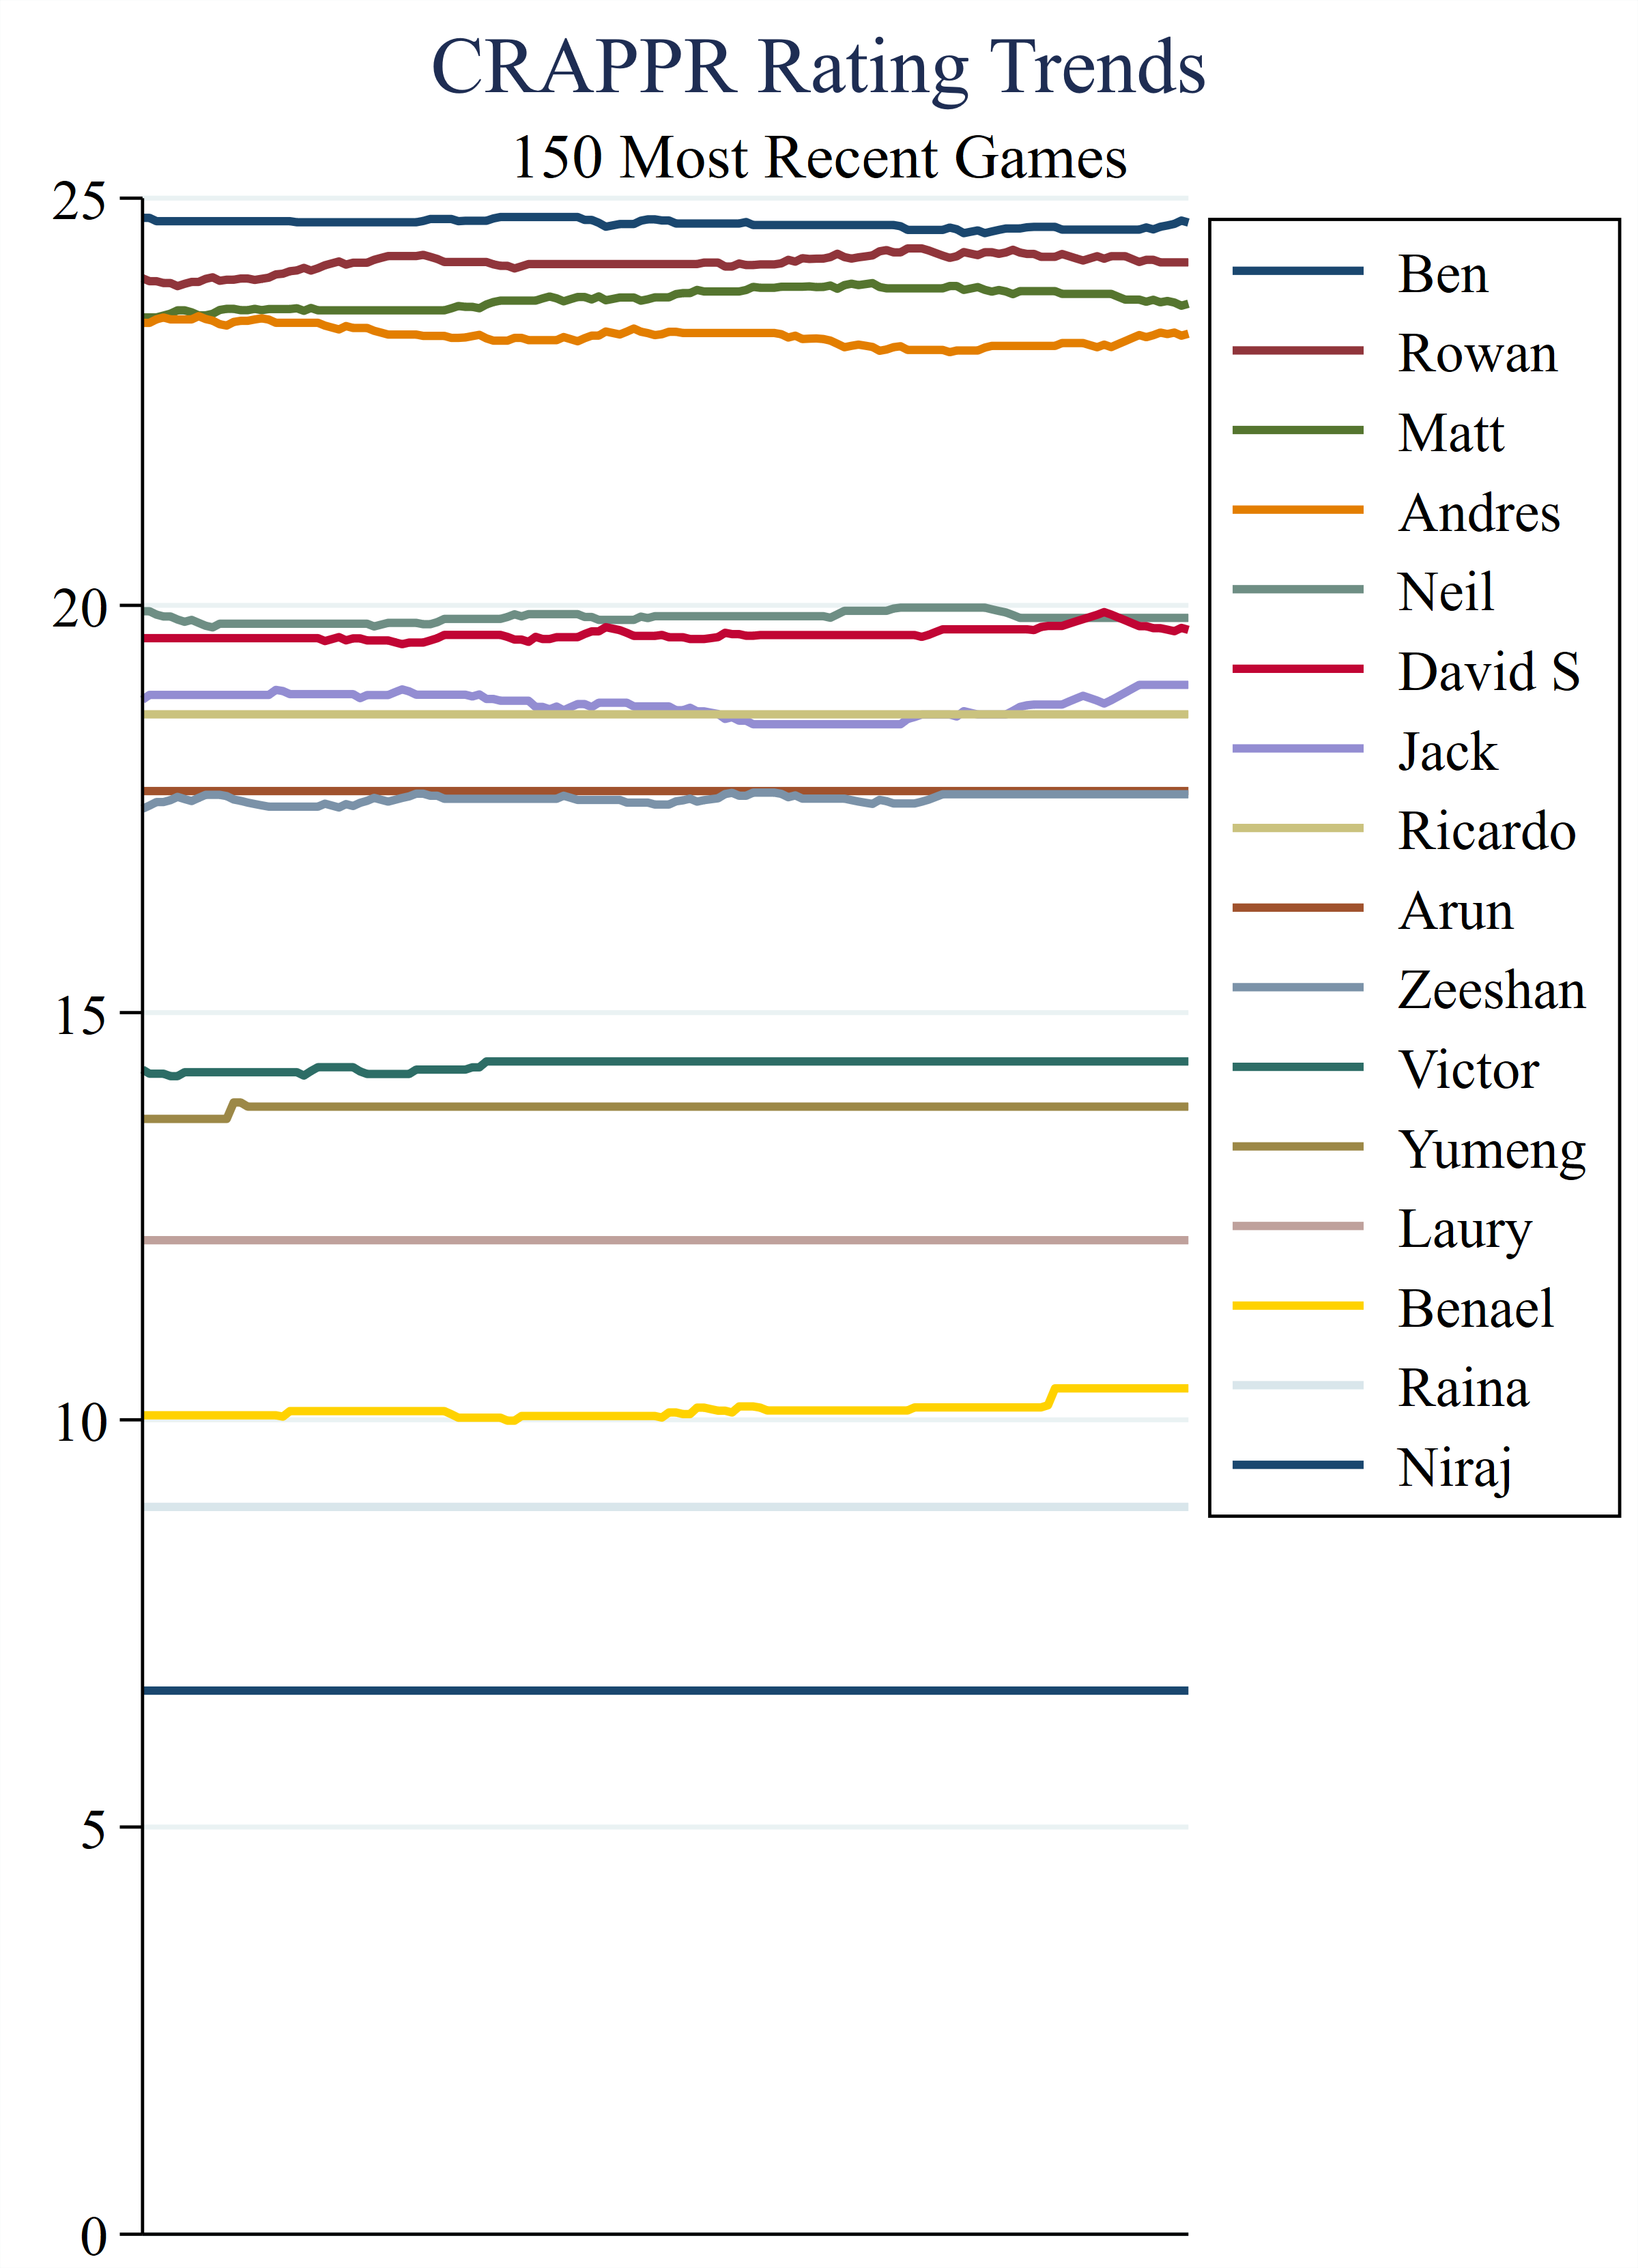 CRAPPR Rating Trends
150 Most Recent Games
25
20
15
10
5
0
Ben
Rowan
Matt
Andres
Neil
David S
Jack
Ricardo
Arun
Zeeshan
Victor
Yumeng
Laury
Benael
Raina
Niraj